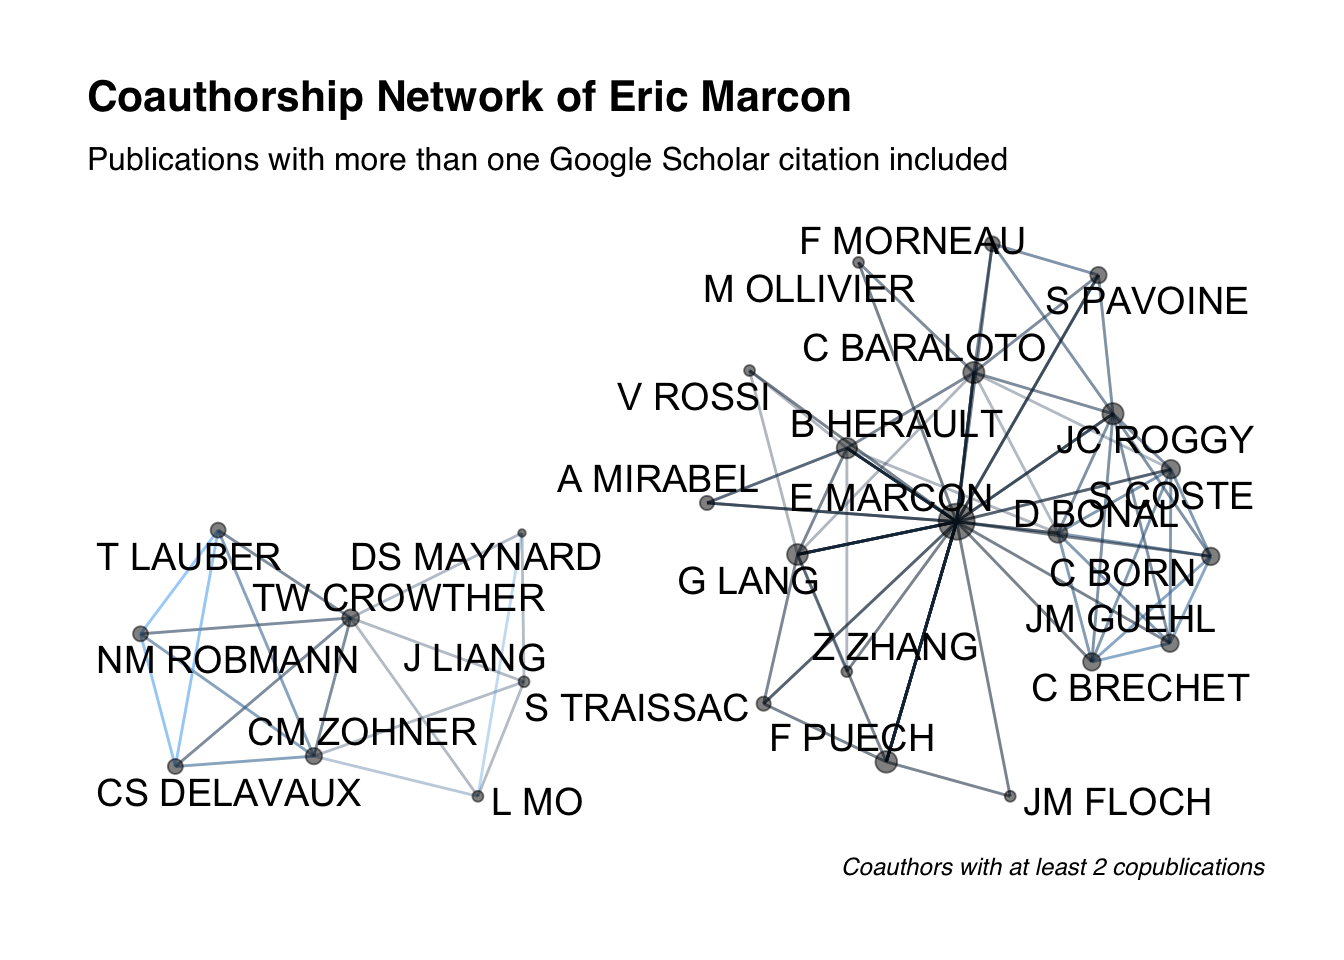 Coauthorship Network of Eric Marcon
Publications with more than one Google Scholar citation included
F MORNEAU
M OLLIVIER
S PAVOINE
C BARALOTO
V ROSSI
B HERAULT
JC ROGGY
A MIRABEL
E MARCON
S COSTE
D BONAL
T LAUBER
DS MAYNARD
G LANG
C BORN
TW CROWTHER
JM GUEHL
NM ROBMANN
J LIANG
Z ZHANG
C BRECHET
S TRAISSAC
CM ZOHNER
F PUECH
CS DELAVAUX
L MO
JM FLOCH
Coauthors with at least 2 copublications